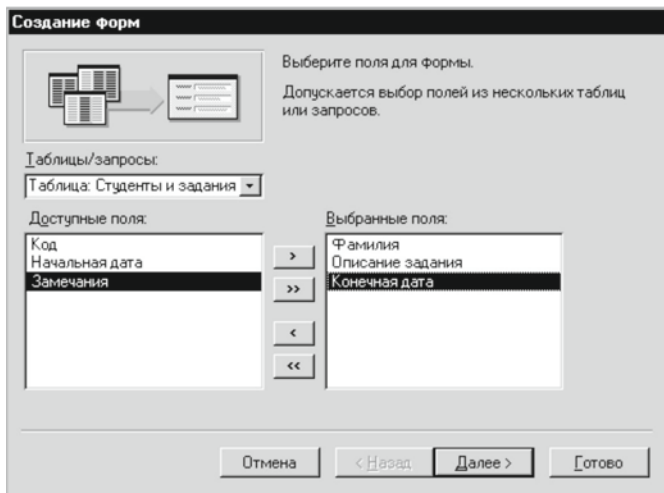 Создание форм
Выберите поля для формы.
Допускается выбор полей из нескольких таблиц
или запросов.
Таблицы/запросы:
Таблица: Студенты и задания
Доступные поля:
Код
Начальная дата
Замечания
>
>>
<
<<
Выбранные поля:
Фамилия
Описание задания
Конечная дата
Отмена
< Назад
Далее >
Готово